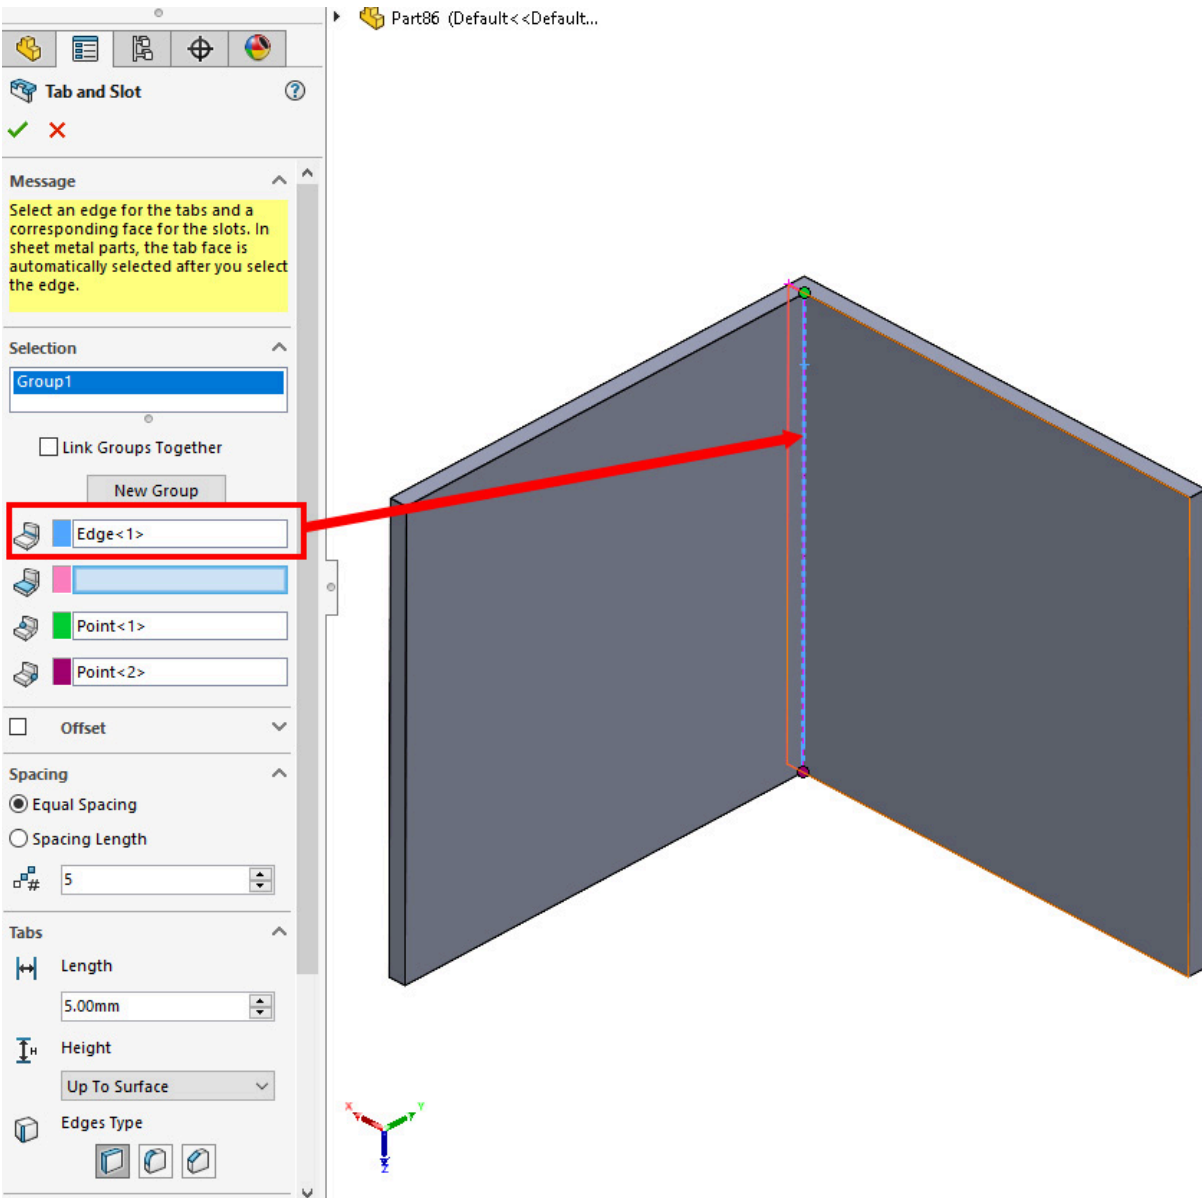 Part86 (Default<<Default...
Tab and Slot
Message
Select an edge for the tabs and a
corresponding face for the slots. In
sheet metal parts, the tab face is
automatically selected after you select
the edge.
Selection
Group1
Link Groups Together
New Group
Edge<1>
Point<1>
Point<2>
Offset
Spacing
Equal Spacing
Spacing Length
# 5
Tabs
Length
5.00mm
H Height
Up To Surface
Edges Type
X Y
Z